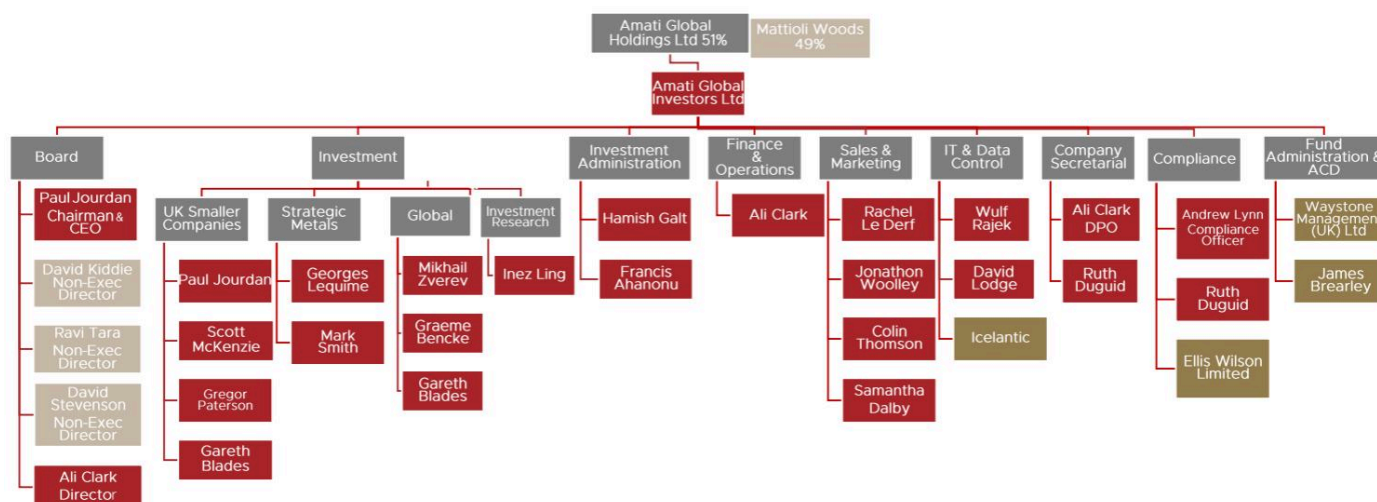 Amati Global
Holdings Ltd 51%
Mattioli Woods
49%
Amati Global
Investors Ltd
Board
Investment
Investment
Administration
Finance
&
Operations
Sales &
Marketing
IT & Data
Control
Company
Secretarial
Compliance
Fund
Administration &
ACD
Paul Jourdan
Chairman &
CEO
David Kiddie
Non-Exec
Director
Ravi Tara
Non-Exec
Director
David
Stevenson
Non-Exec
Director
Ali Clark
Director
UK Smaller
Companies
Paul Jourdan
Scott
McKenzie
Gregor
Paterson
Gareth
Blades
Strategic
Metals
Georges
Lequime
Mark
Smith
Global
Mikhail
Zverev
Graeme
Bencke
Gareth
Blades
Investment
Research
Inez Ling
Hamish Galt
Francis
Ahanonu
Ali Clark
Rachel
Le Derf
Jonathon
Woolley
Colin
Thomson
Samantha
Dalby
Wulf
Rajek
David
Lodge
Icelantic
Ali Clark
DPO
Ruth
Duguid
Andrew Lynn
Compliance
Officer
Ruth
Duguid
Ellis Wilson
Limited
Waystone
Management
(UK) Ltd
James
Brearley